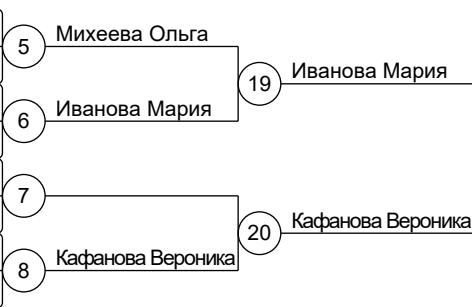 5 Михеева Ольга
19 Иванова Мария
6 Иванова Мария
7
20 Кафанова Вероника
8 Кафанова Вероника